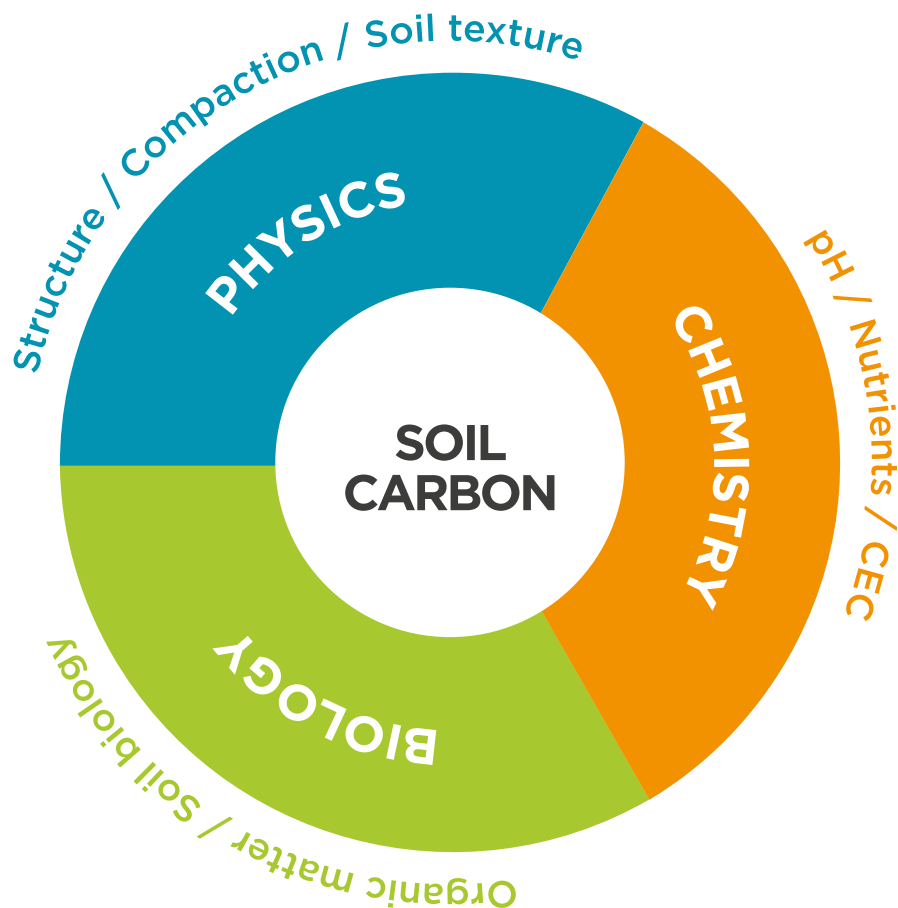 Structure / Compaction / Soil texture
PHYSICS
pH / Nutrients / CEC
CHEMISTRY
SOIL
CARBON
BIOLOGY
Organic matter / Soil biology